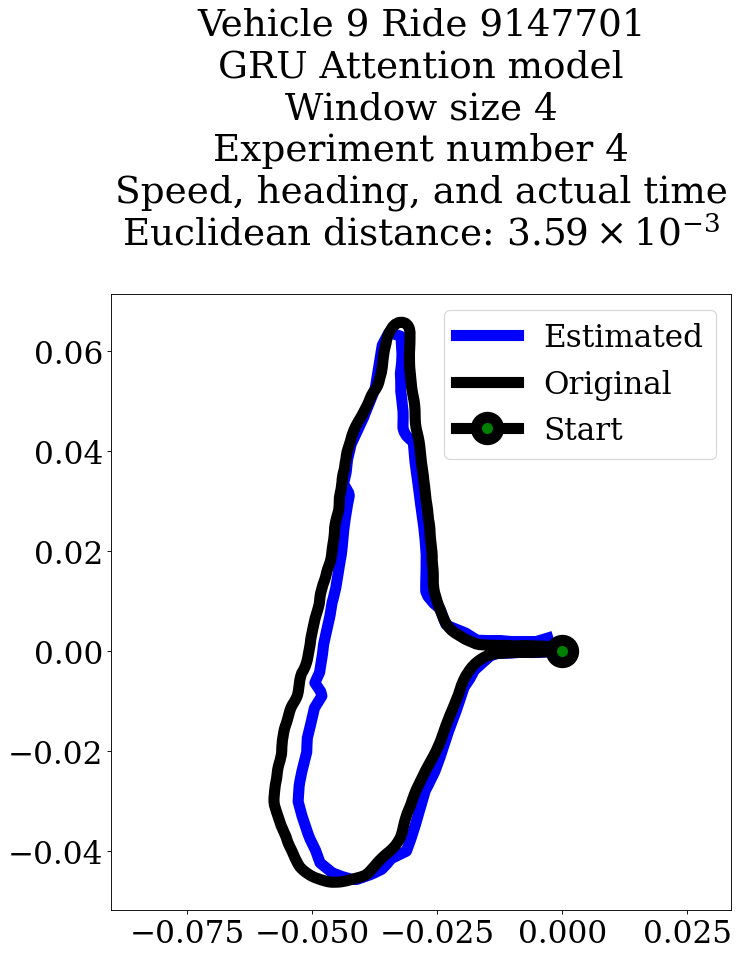 Vehicle 9 Ride 9147701
GRU Attention model
Window size 4
Experiment number 4
Speed, heading, and actual time
Euclidean distance: 3.59 × 10⁻³
Estimated
Original
Start
0.06
0.04
0.02
0.00
−0.02
−0.04
−0.075 −0.050 −0.025 0.000 0.025